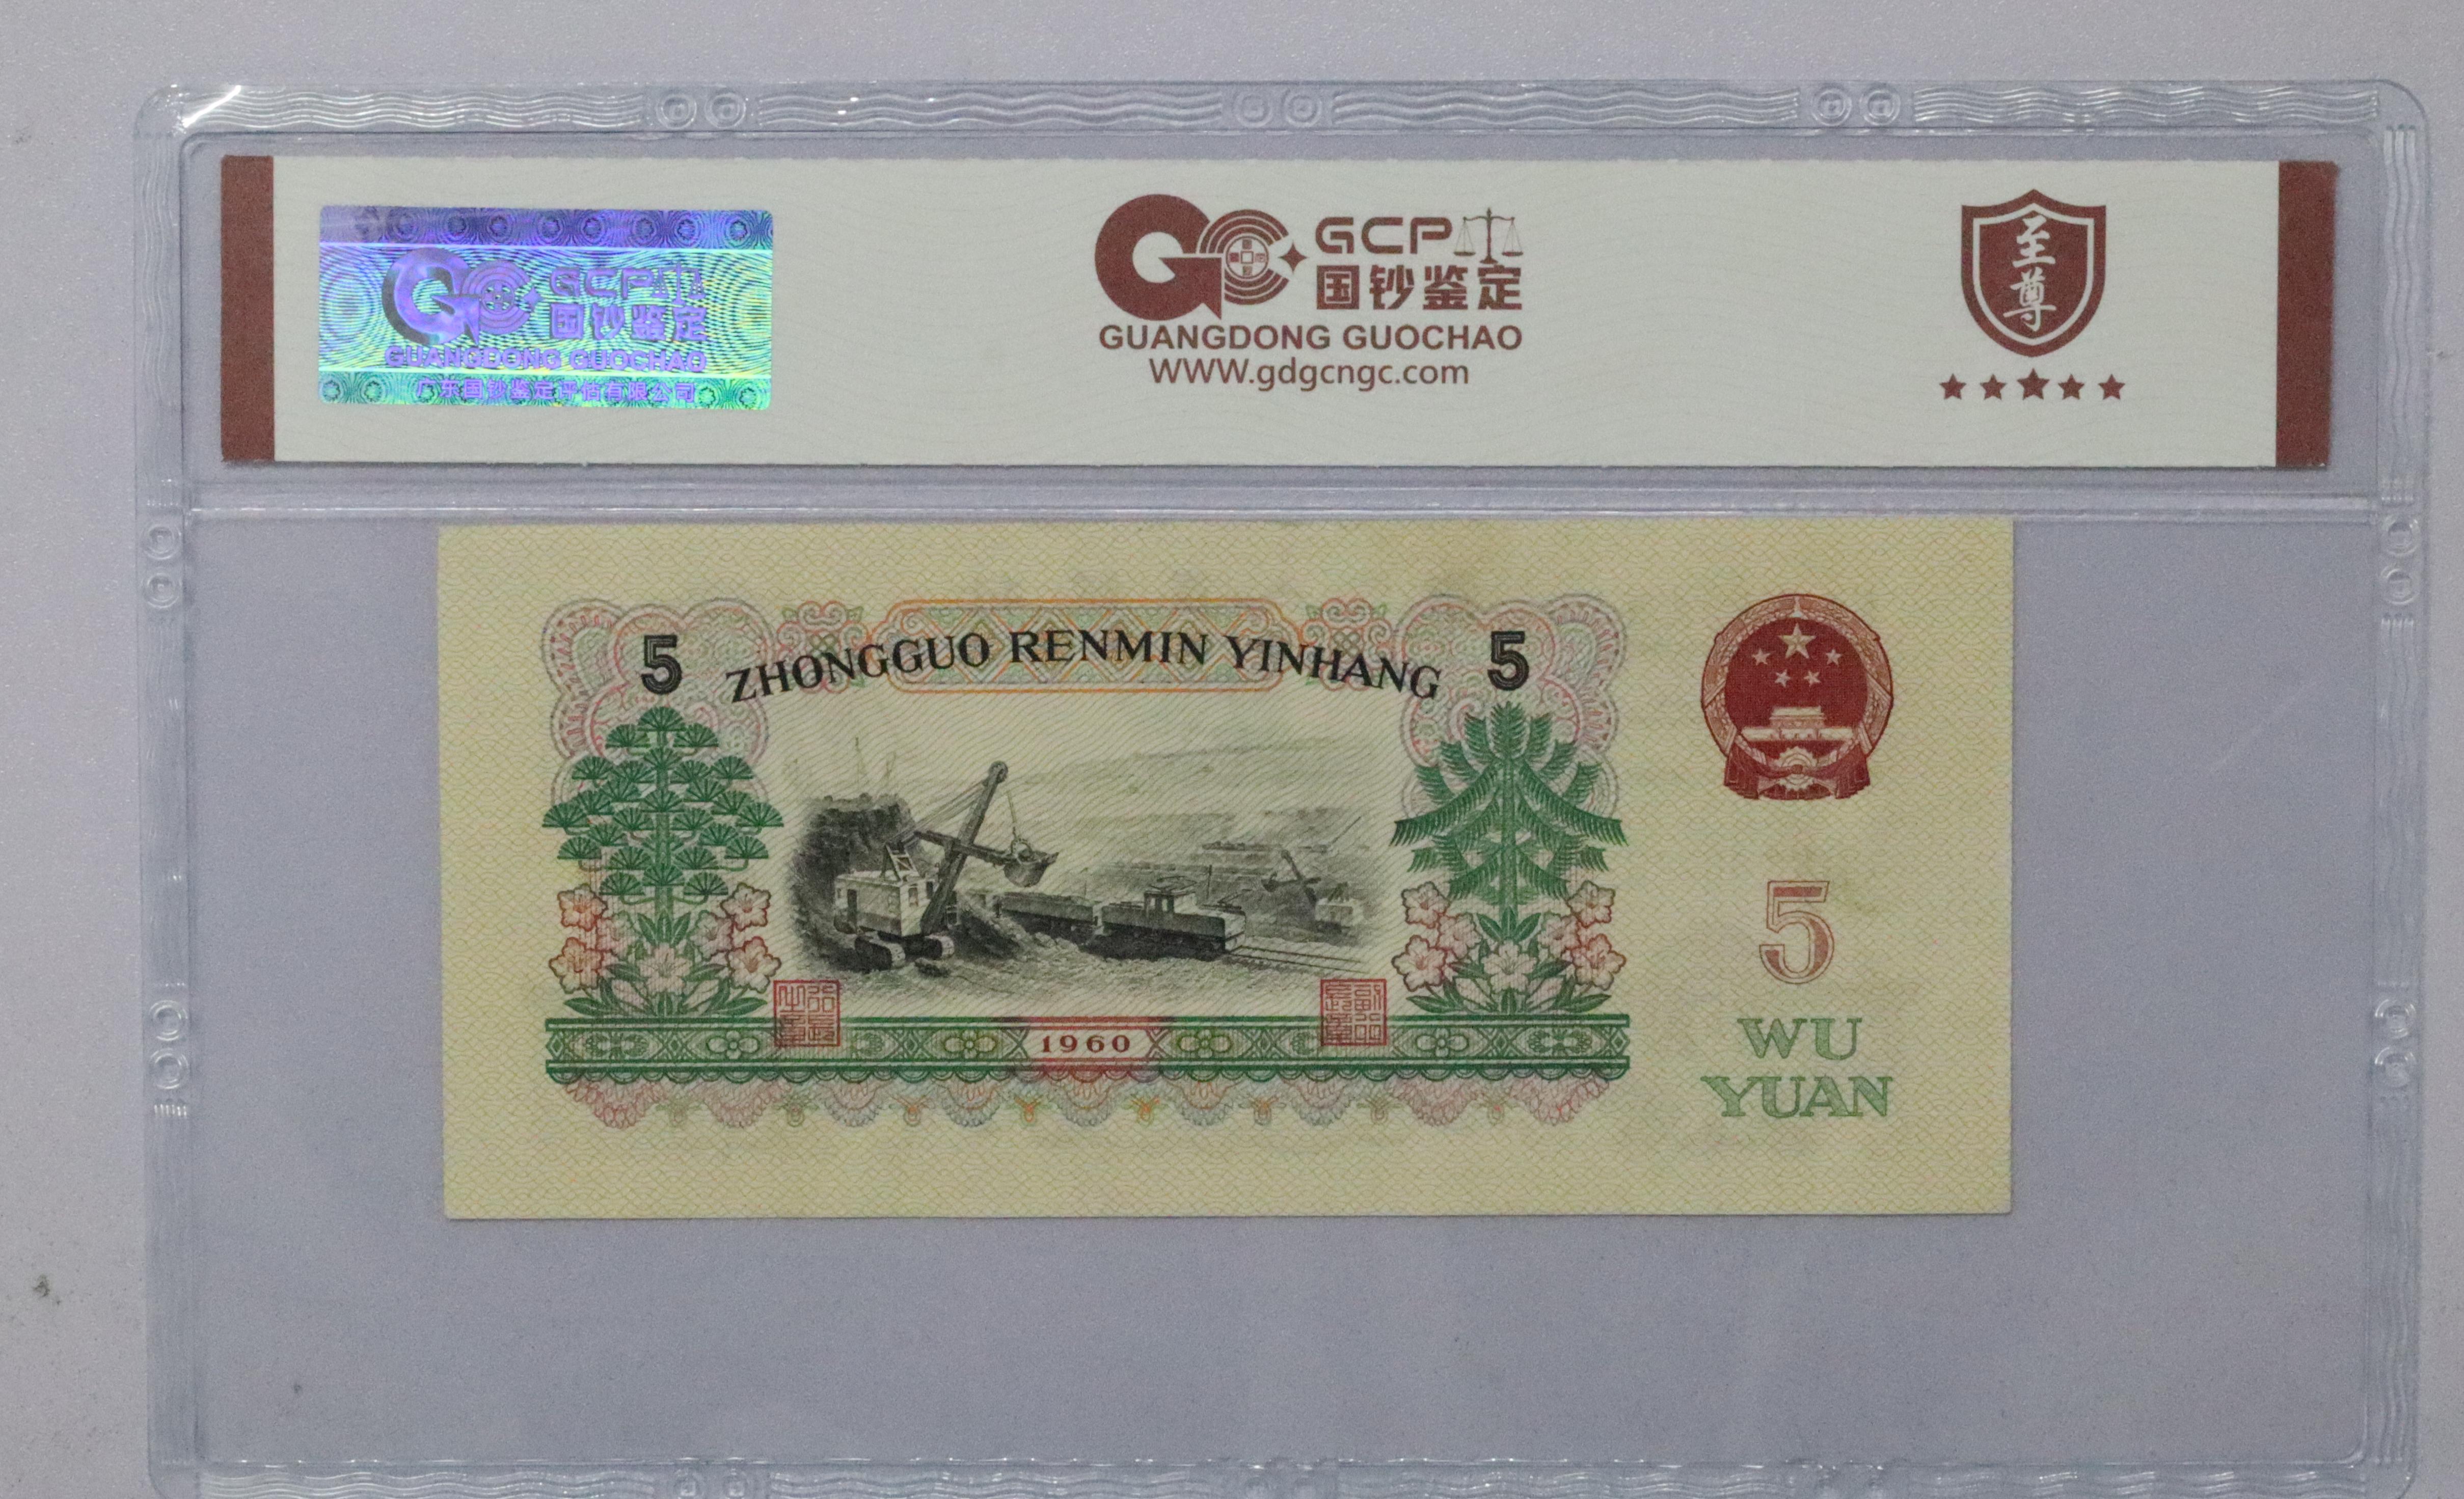 GCP
国钞鉴定
GUANGDONG GUOCHAO
广东国钞鉴定评估有限公司
GCP
国钞鉴定
GUANGDONG GUOCHAO
WWW.gdgcngc.com
至尊
5 ZHONGGUO RENMIN YINHANG 5
5
WU
YUAN
1960